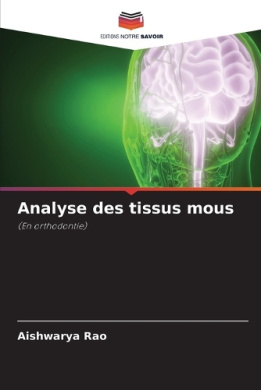 EDITIONS NOTRE SAVOIR
Analyse des tissus mous
(En orthodontie)
Aishwarya Rao